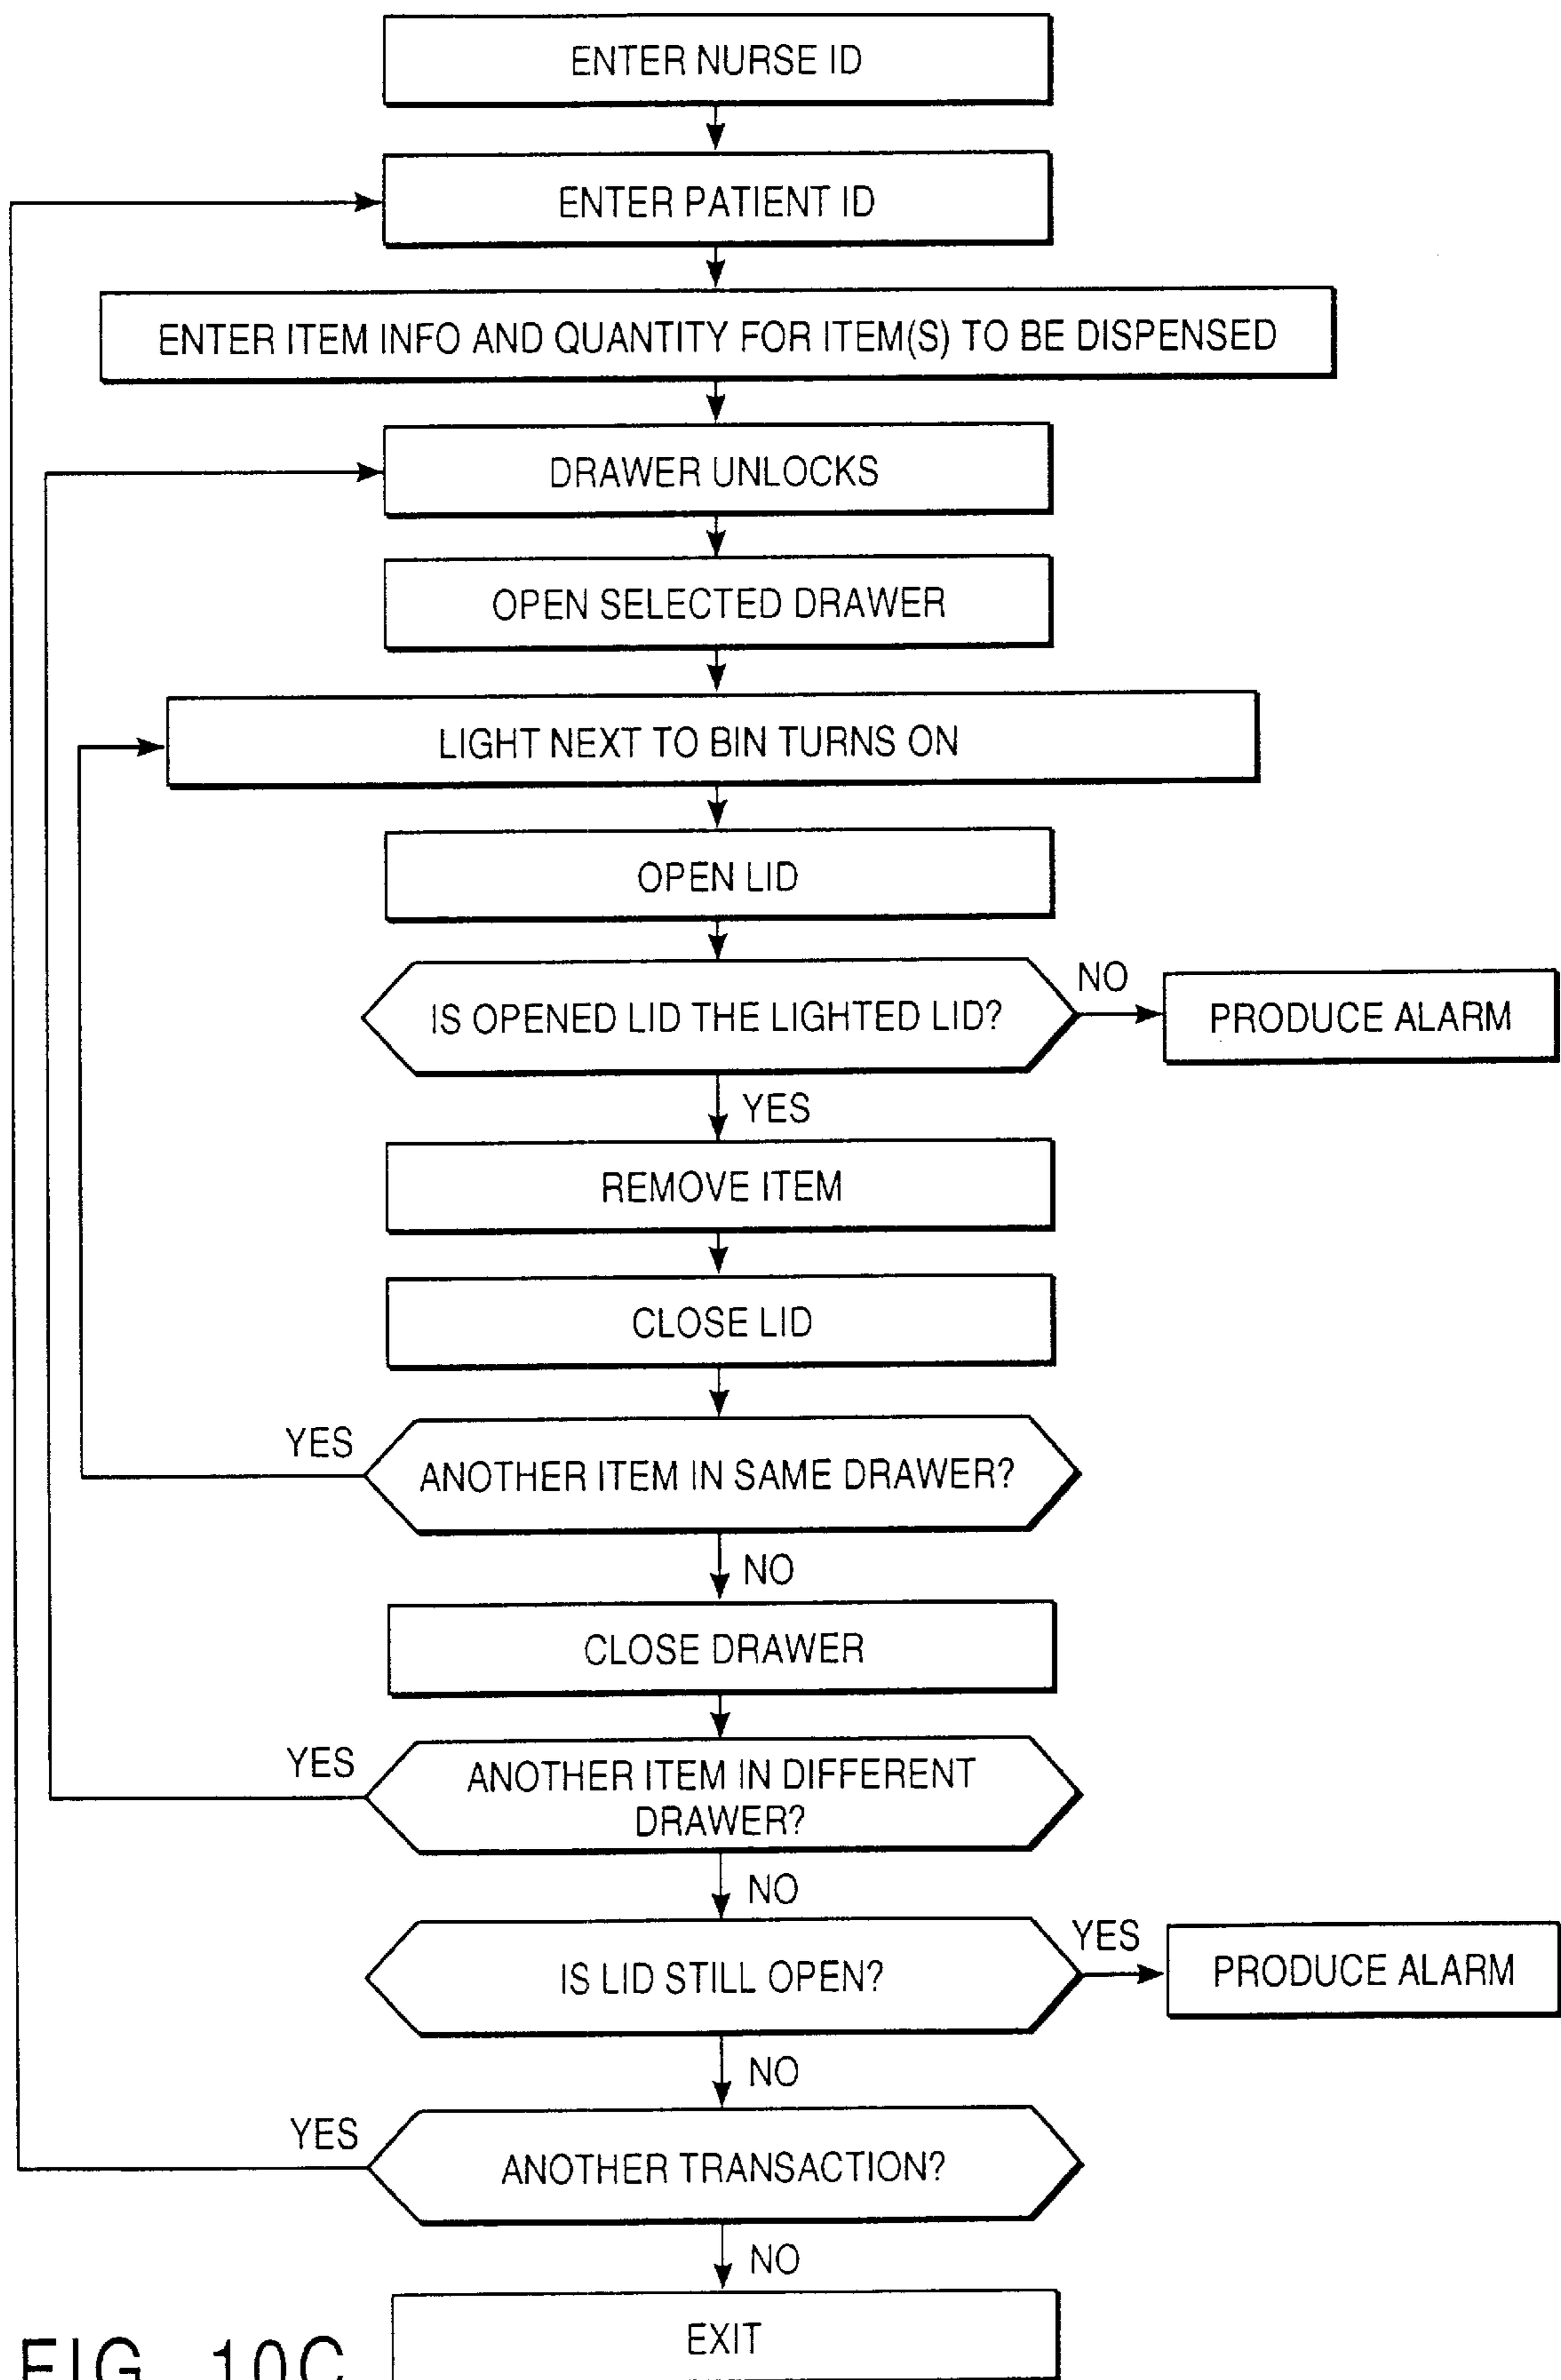 ENTER NURSE ID
ENTER PATIENT ID
ENTER ITEM INFO AND QUANTITY FOR ITEM(S) TO BE DISPENSED
DRAWER UNLOCKS
OPEN SELECTED DRAWER
LIGHT NEXT TO BIN TURNS ON
OPEN LID
IS OPENED LID THE LIGHTED LID?
NO
PRODUCE ALARM
YES
REMOVE ITEM
CLOSE LID
YES
ANOTHER ITEM IN SAME DRAWER?
NO
CLOSE DRAWER
YES
ANOTHER ITEM IN DIFFERENT
DRAWER?
NO
IS LID STILL OPEN?
YES
PRODUCE ALARM
NO
YES
ANOTHER TRANSACTION?
NO
EXIT
FIG. 10C